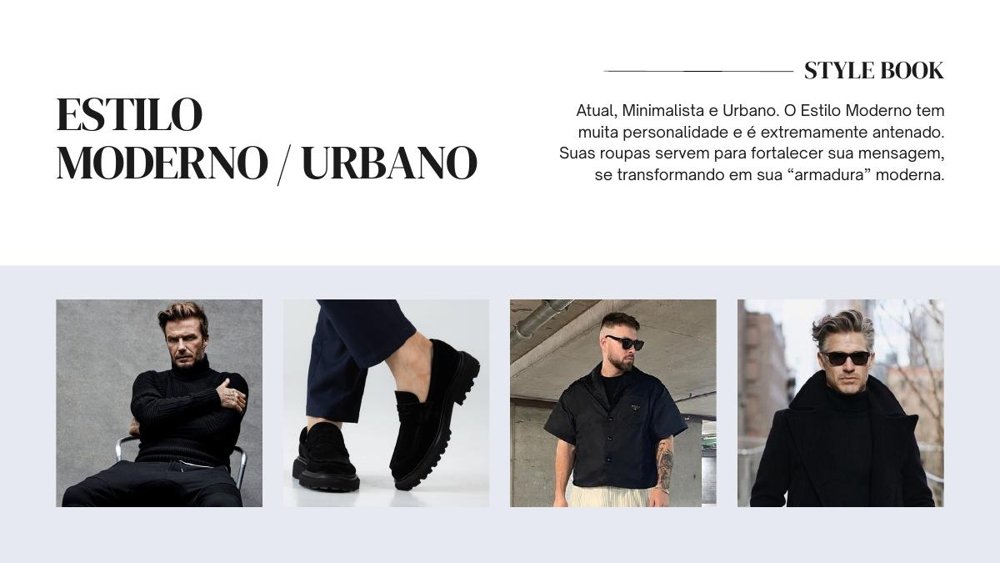 ESTILO
MODERNO / URBANO
STYLE BOOK
Atual, Minimalista e Urbano. O Estilo Moderno tem
muita personalidade e é extremamente antenado.
Suas roupas servem para fortalecer sua mensagem,
se transformando em sua “armadura” moderna.